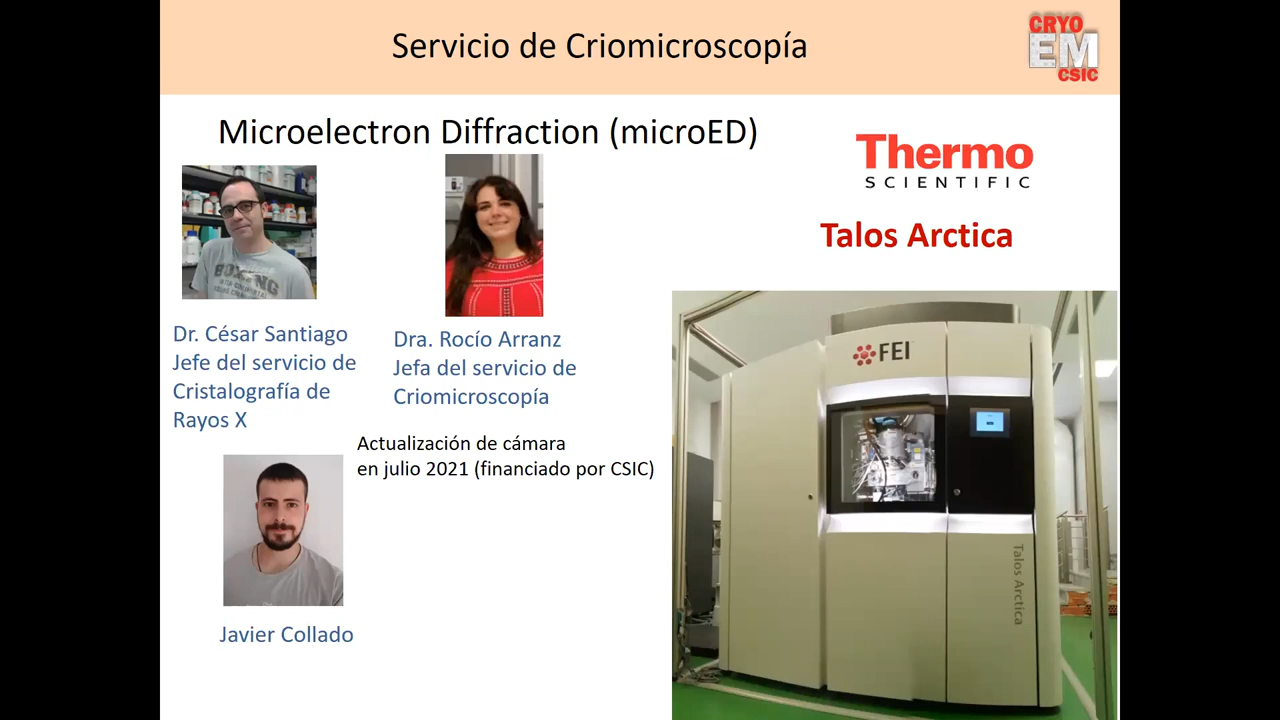 Servicio de Criomicroscopía
CRYO
EM
CSIC
Microelectron Diffraction (microED)
Thermo
SCIENTIFIC
Talos Arctica
Dr. César Santiago
Jefe del servicio de
Cristalografía de
Rayos X
Dra. Rocío Arranz
Jefa del servicio de
Criomicroscopía
Actualización de cámara
en julio 2021 (financiado por CSIC)
Javier Collado
FEI
Talos Arctica